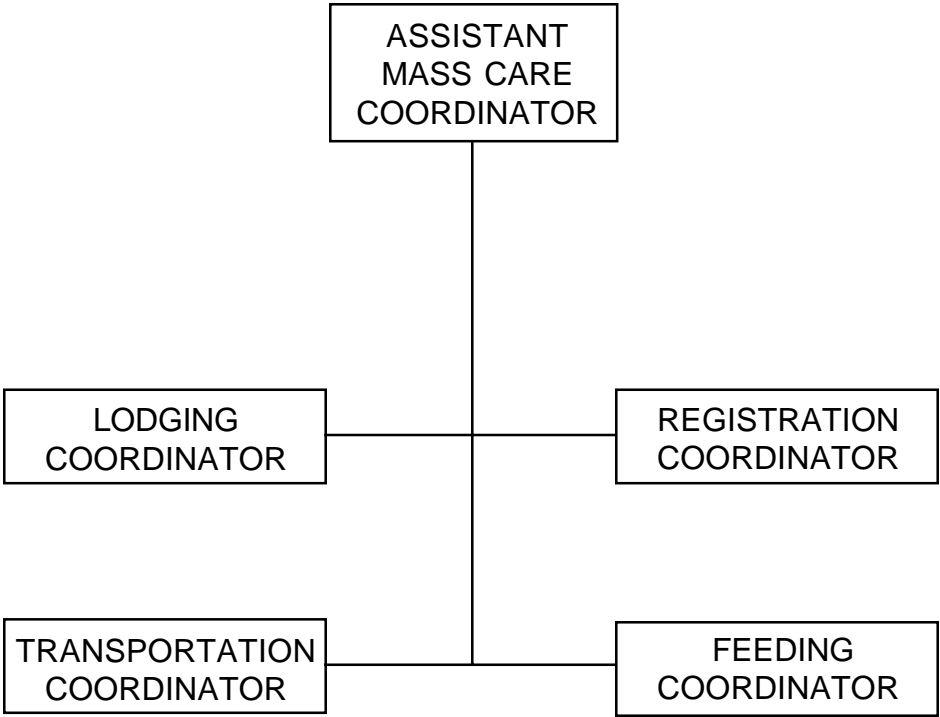 ASSISTANT
MASS CARE
COORDINATOR
LODGING
COORDINATOR
REGISTRATION
COORDINATOR
TRANSPORTATION
COORDINATOR
FEEDING
COORDINATOR